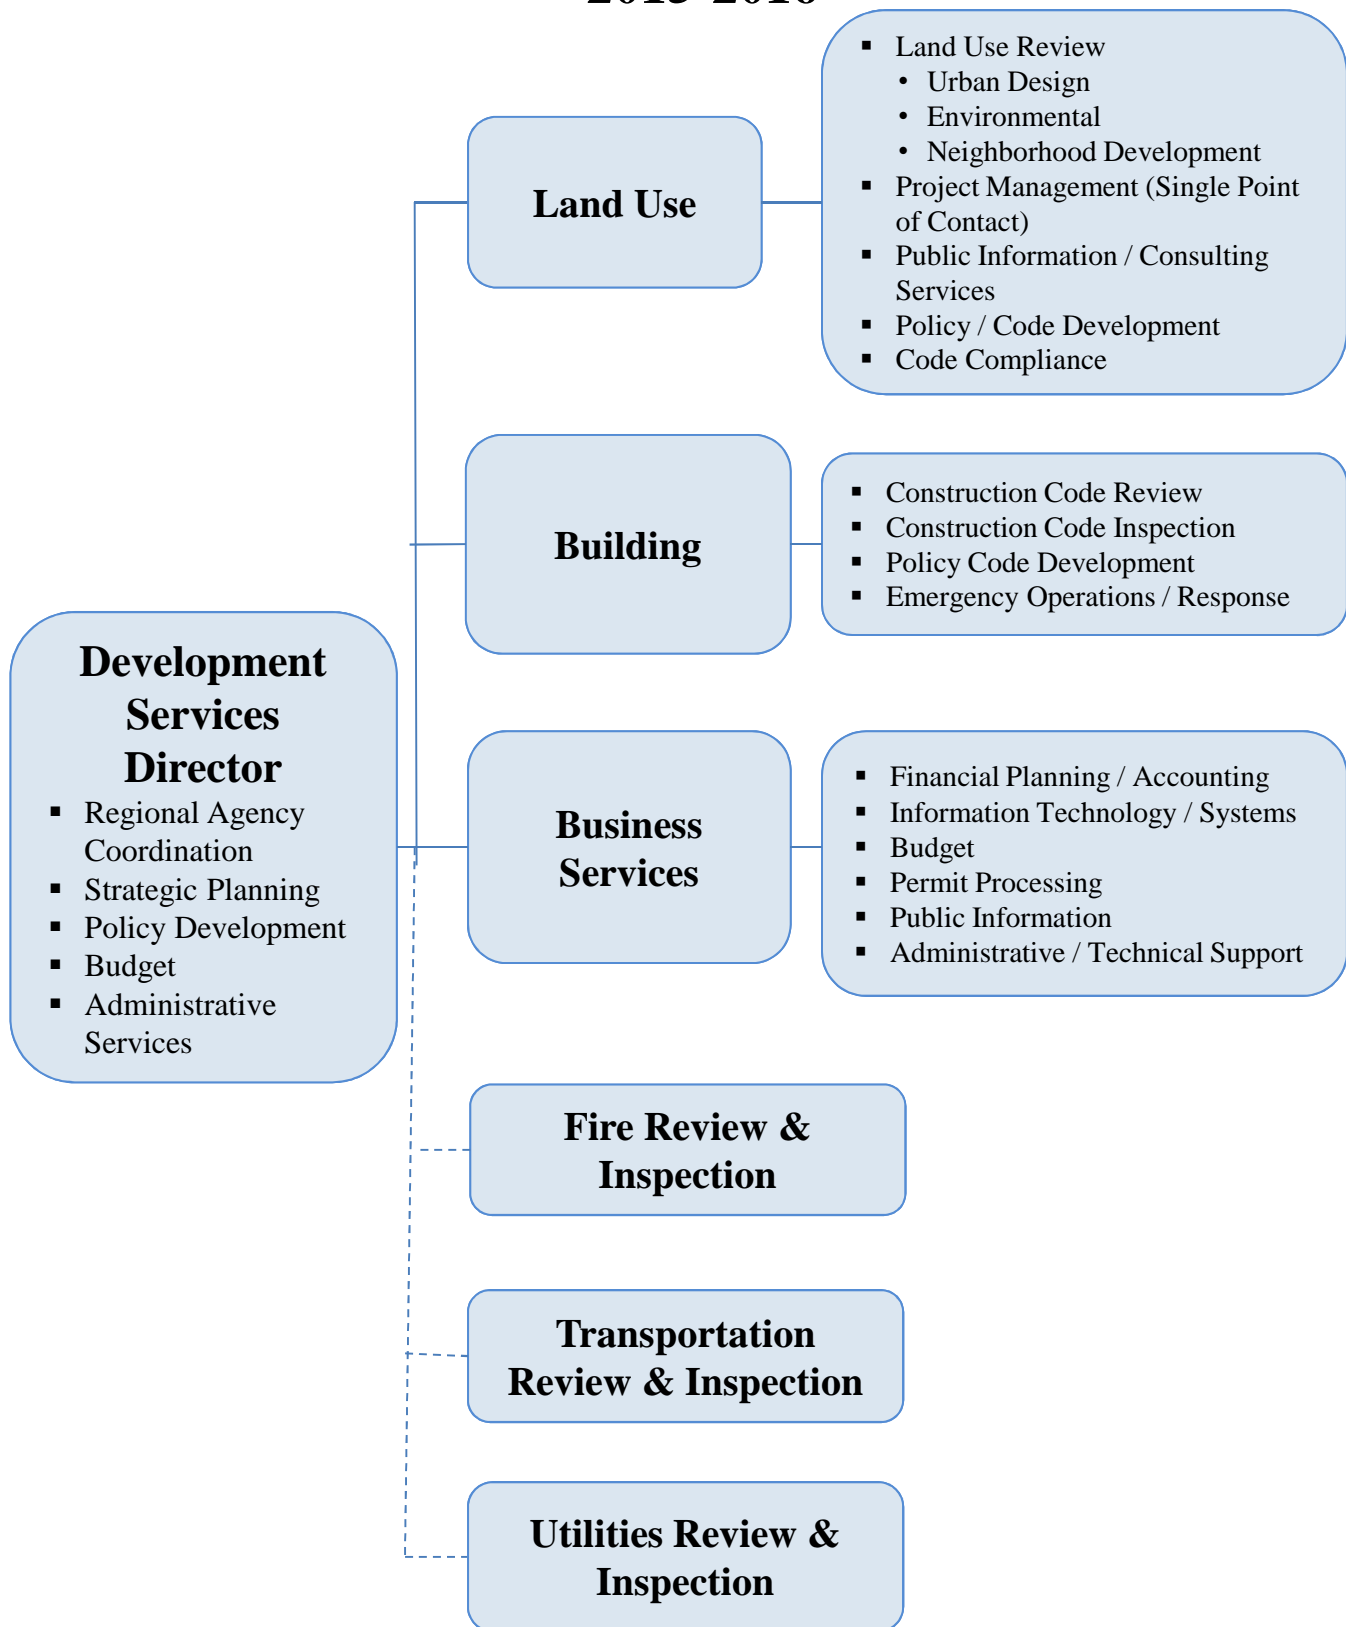 Land Use
▪ Land Use Review
• Urban Design
• Environmental
• Neighborhood Development
▪ Project Management (Single Point
of Contact)
▪ Public Information / Consulting
Services
▪ Policy / Code Development
▪ Code Compliance
Building
▪ Construction Code Review
▪ Construction Code Inspection
▪ Policy Code Development
▪ Emergency Operations / Response
Development
Services
Director
▪ Regional Agency
Coordination
▪ Strategic Planning
▪ Policy Development
▪ Budget
▪ Administrative
Services
Business
Services
▪ Financial Planning / Accounting
▪ Information Technology / Systems
▪ Budget
▪ Permit Processing
▪ Public Information
▪ Administrative / Technical Support
Fire Review &
Inspection
Transportation
Review & Inspection
Utilities Review &
Inspection